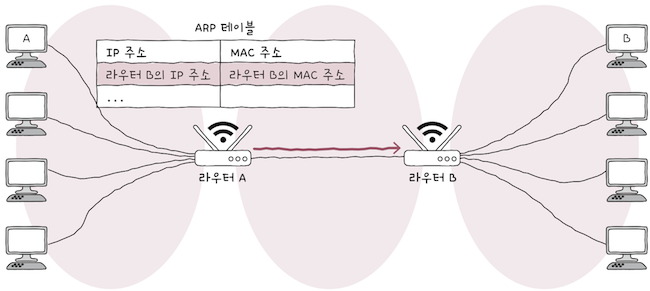 ARP 테이블
A
IP 주소 MAC 주소
B
라우터 B의 IP 주소 라우터 B의 MAC 주소
...
라우터 A
라우터 B